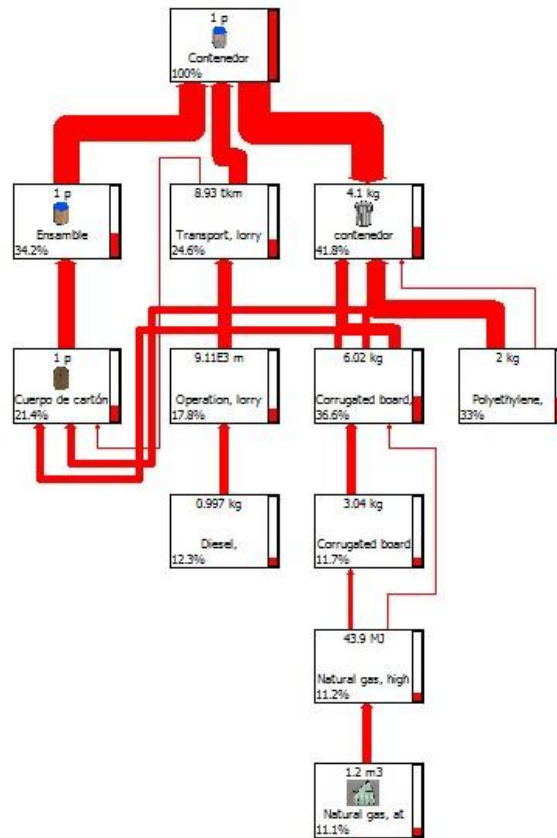 1 p
Contenedor
100%
1 p
Ensamble
34.2%
8.93 tkm
Transport, lorry
24.6%
4.1 kg
contenedor
41.8%
1 p
Cuerpo de cartón
21.4%
9.11E3 m
Operation, lorry
17.8%
6.02 kg
Corrugated board,
36.6%
2 kg
Polyethylene,
33%
0.997 kg
Diesel,
12.3%
3.04 kg
Corrugated board
11.7%
43.9 MJ
Natural gas, high
11.2%
1.2 m3
Natural gas, at
11.1%